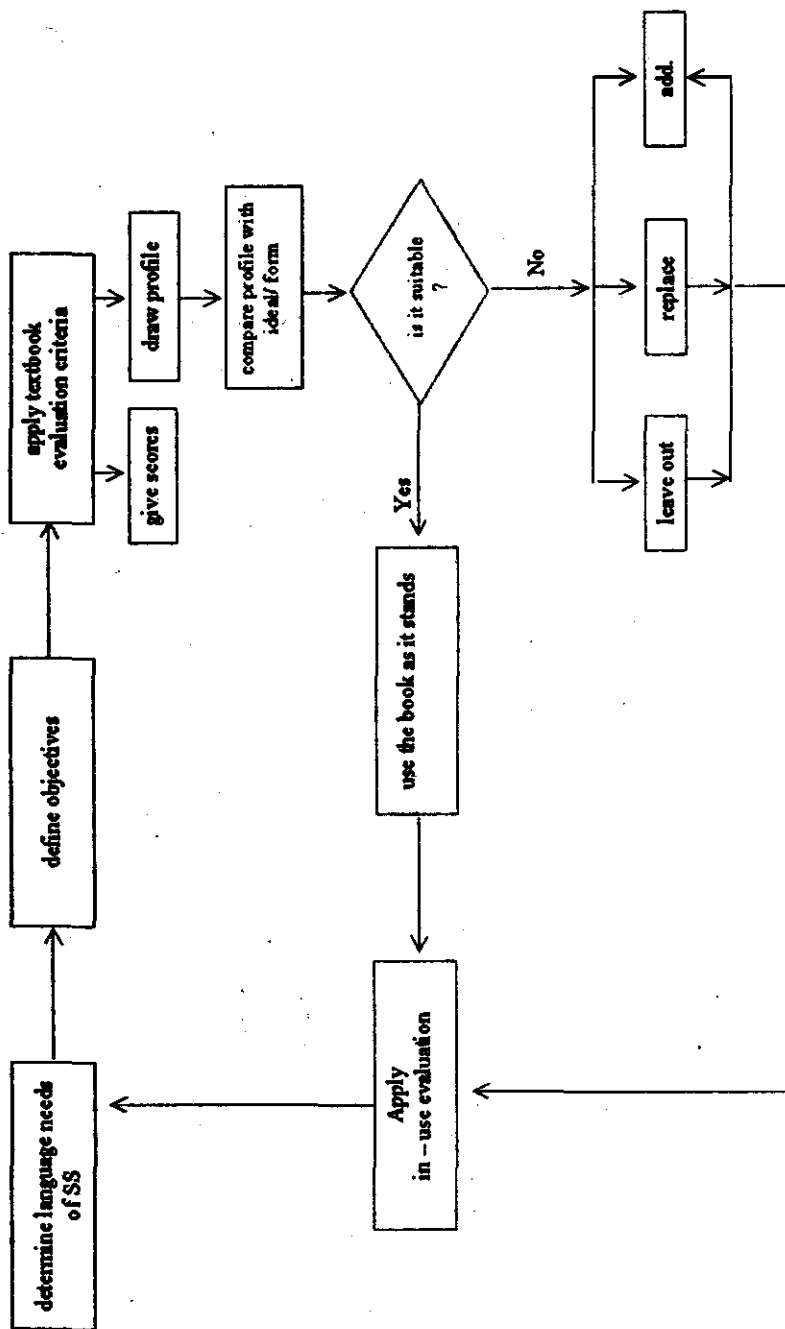 determine language needs
of SS
define objectives
apply textbook
evaluation criteria
give scores
draw profile
compare profile with
ideal/ form
is it suitable
?
Yes
No
use the book as it stands
Apply
in – use evaluation
leave out
replace
add.